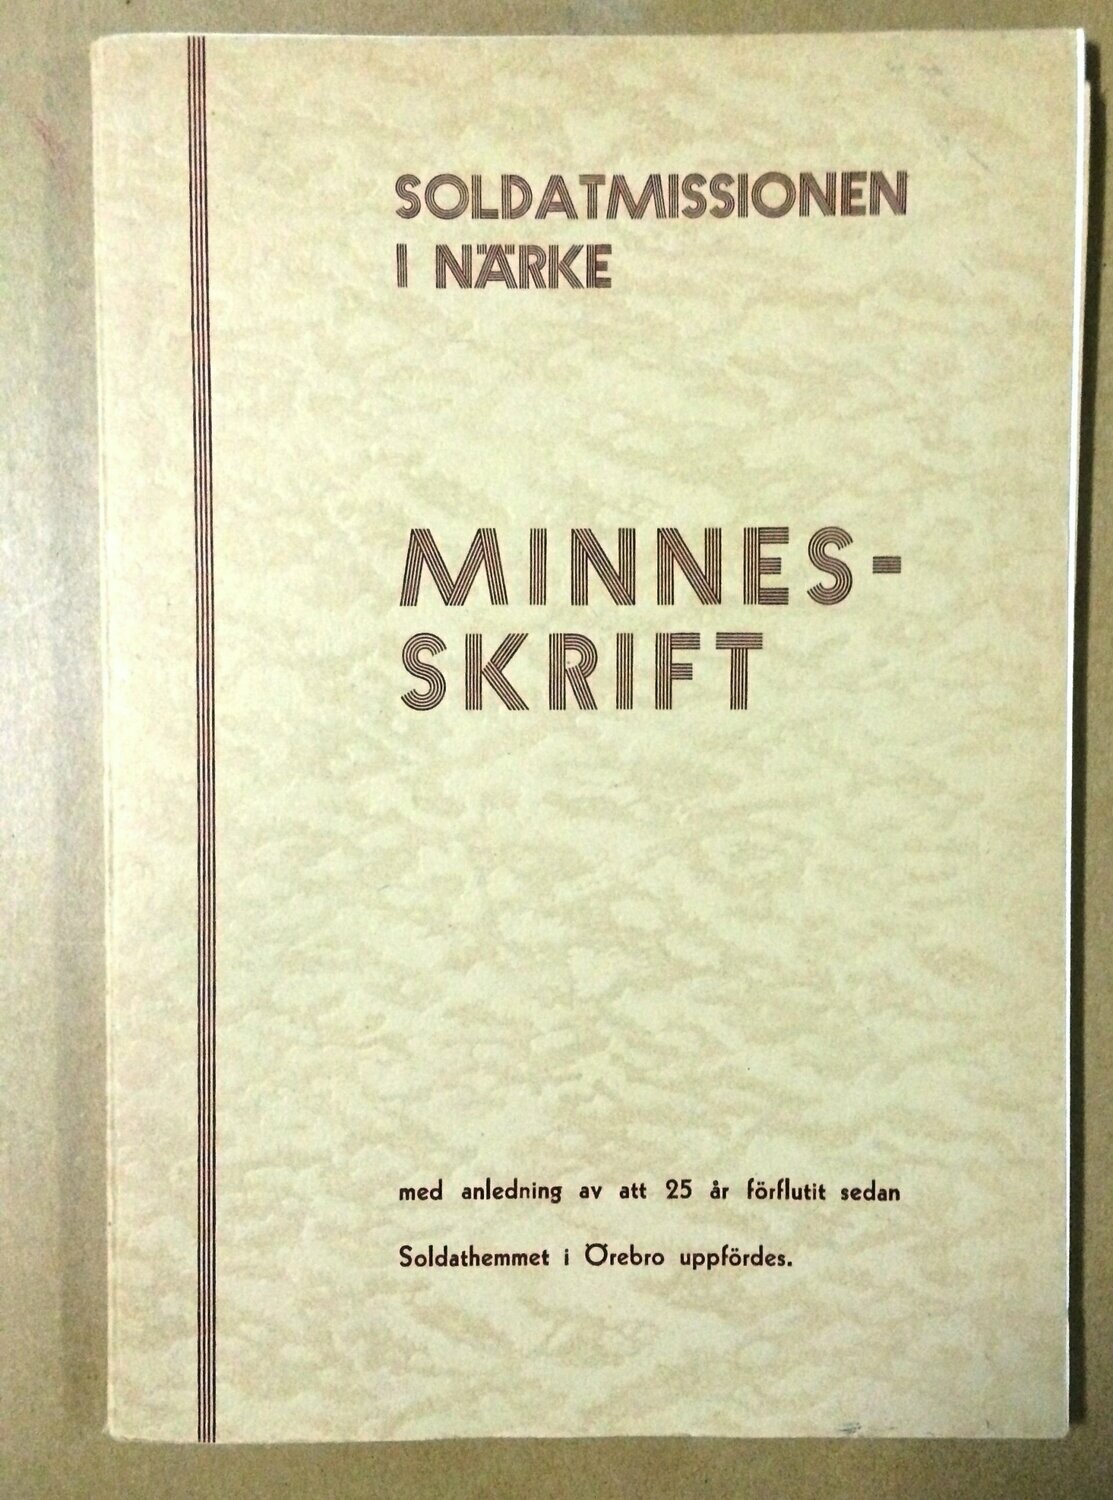 SOLDATMISSIONEN
I NÄRKE
MINNES-
SKRIFT
med anledning av att 25 år förflutit sedan
Soldathemmet i Örebro uppfördes.